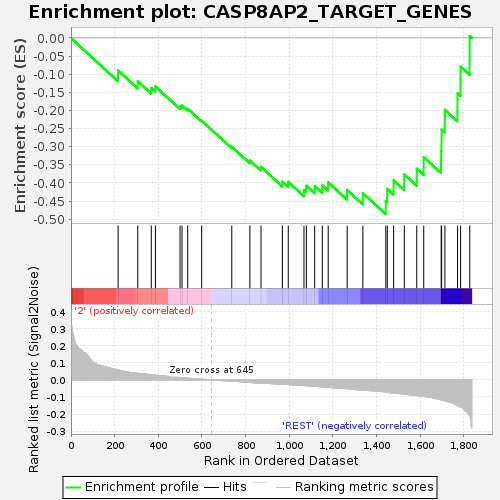 Enrichment plot: CASP8AP2_TARGET_GENES
Enrichment score (ES)
0.00
-0.05
-0.10
-0.15
-0.20
-0.25
-0.30
-0.35
-0.40
-0.45
-0.50
'2' (positively correlated)
Ranked list metric (Signal2Noise)
0.4
0.3
0.2
0.1
0.0
-0.1
-0.2
-0.3
Zero cross at 645
'REST' (negatively correlated)
0 200 400 600 800 1,000 1,200 1,400 1,600 1,800
Rank in Ordered Dataset
Enrichment profile Hits Ranking metric scores